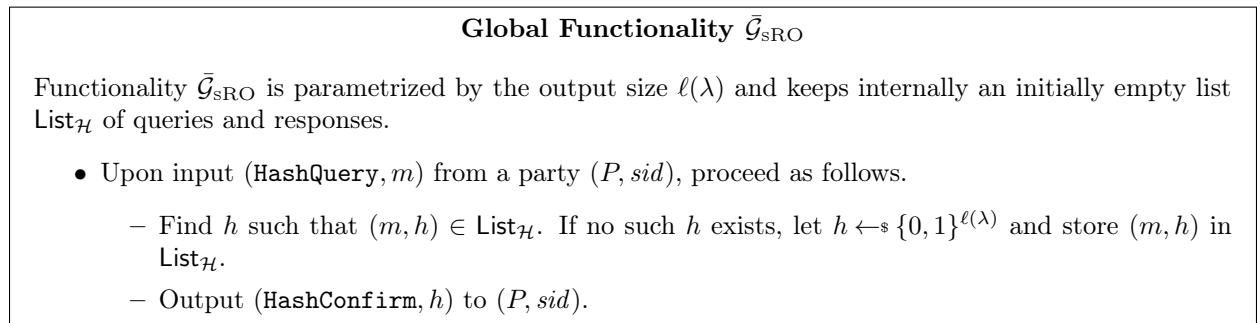 Global Functionality 𝒢̄_sRO
Functionality 𝒢̄_sRO is parametrized by the output size ℓ(λ) and keeps internally an initially empty list
List_ℋ of queries and responses.
• Upon input (HashQuery, m) from a party (P, sid), proceed as follows.
– Find h such that (m, h) ∈ List_ℋ. If no such h exists, let h ←$ {0, 1}^ℓ(λ) and store (m, h) in
List_ℋ.
– Output (HashConfirm, h) to (P, sid).